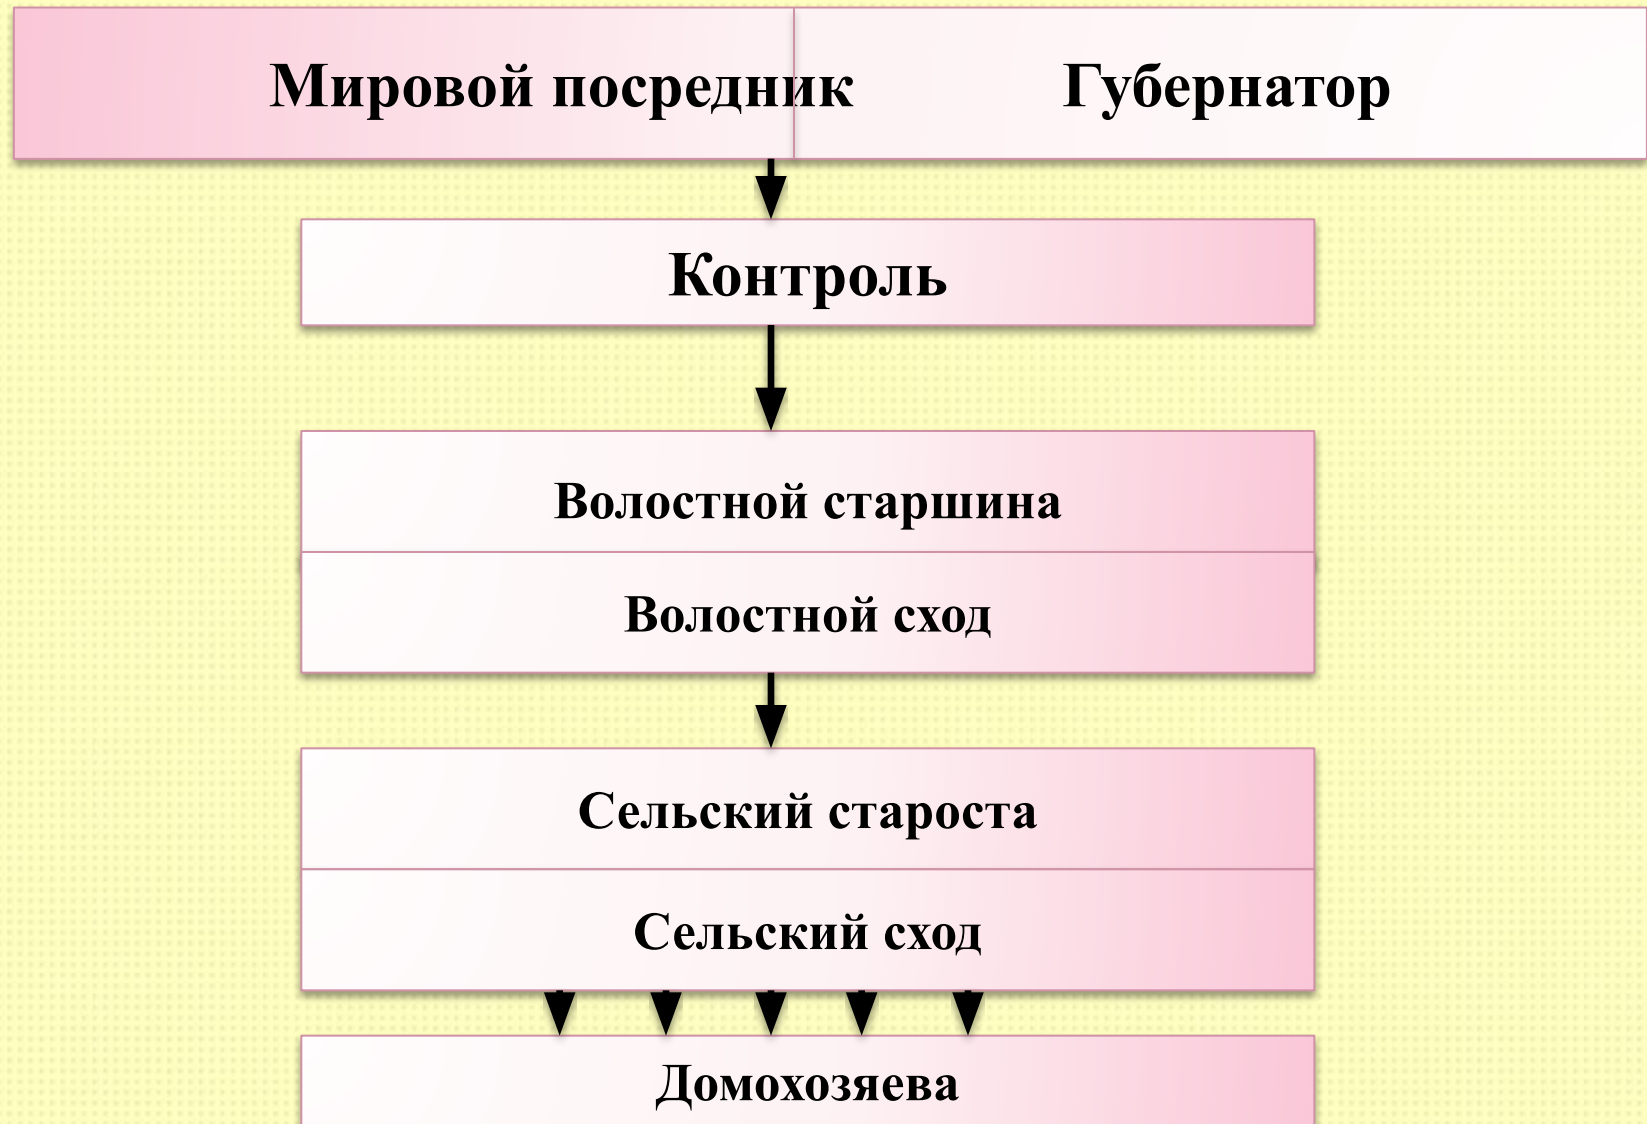 Мировой посредник Губернатор
Контроль
Волостной старшина
Волостной сход
Сельский староста
Сельский сход
Домохозяева